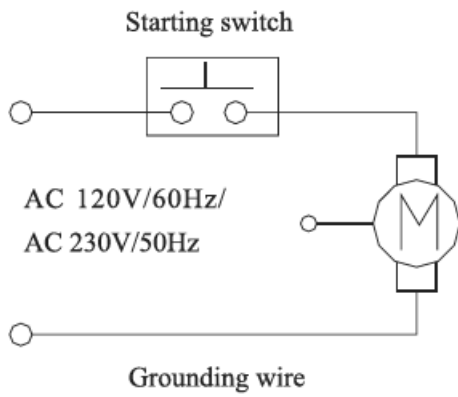 Starting switch
AC 120V/60Hz/
AC 230V/50Hz
M
Grounding wire